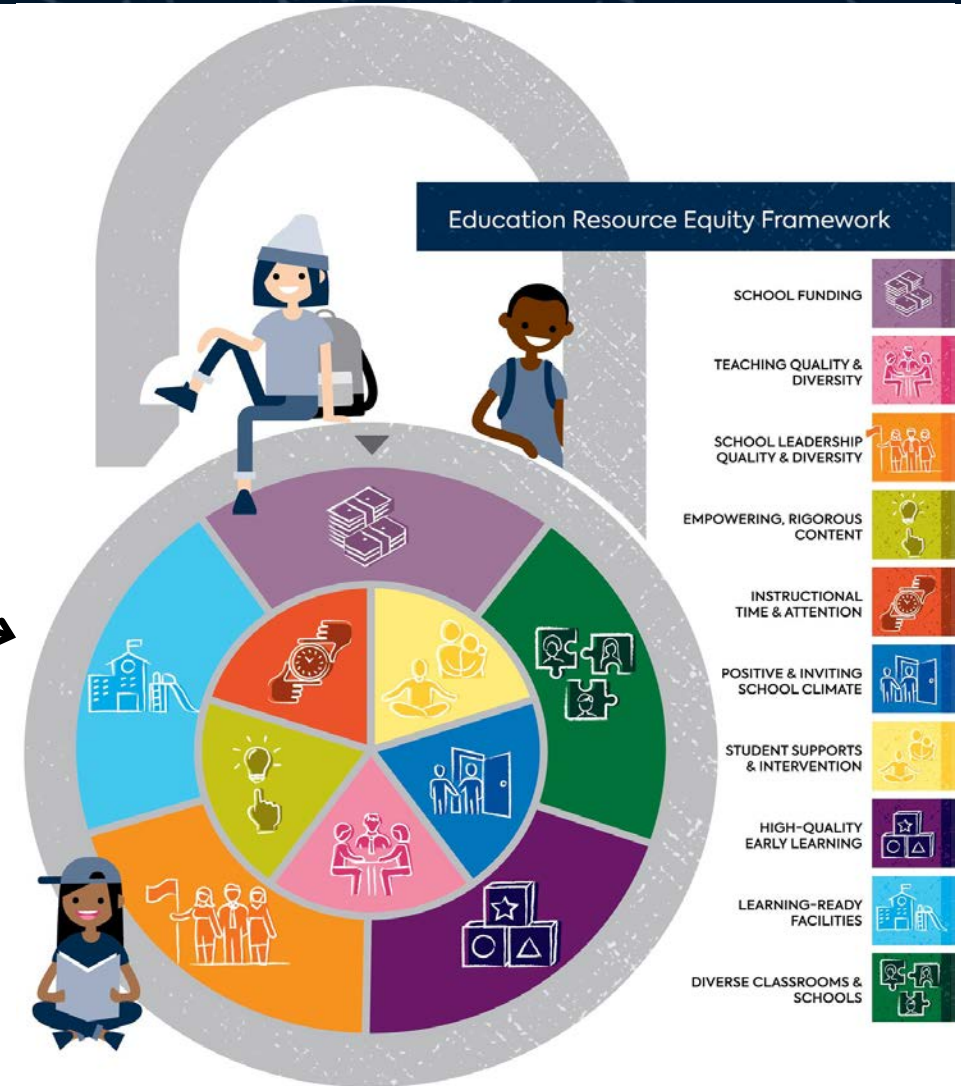 Education Resource Equity Framework
SCHOOL FUNDING
TEACHING QUALITY &
DIVERSITY
SCHOOL LEADERSHIP
QUALITY & DIVERSITY
EMPOWERING, RIGOROUS
CONTENT
INSTRUCTIONAL
TIME & ATTENTION
POSITIVE & INVITING
SCHOOL CLIMATE
STUDENT SUPPORTS
& INTERVENTION
HIGH-QUALITY
EARLY LEARNING
LEARNING-READY
FACILITIES
DIVERSE CLASSROOMS &
SCHOOLS